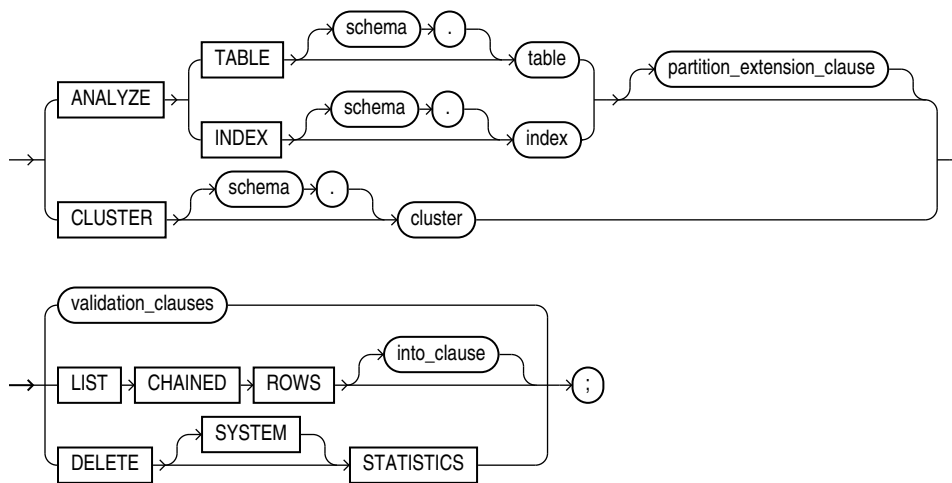 schema .
TABLE table partition_extension_clause
ANALYZE
schema .
INDEX index
schema .
CLUSTER cluster
validation_clauses
into_clause
LIST CHAINED ROWS ;
SYSTEM
DELETE STATISTICS